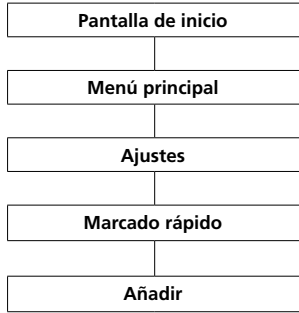 Pantalla de inicio
Menú principal
Ajustes
Marcado rápido
Añadir